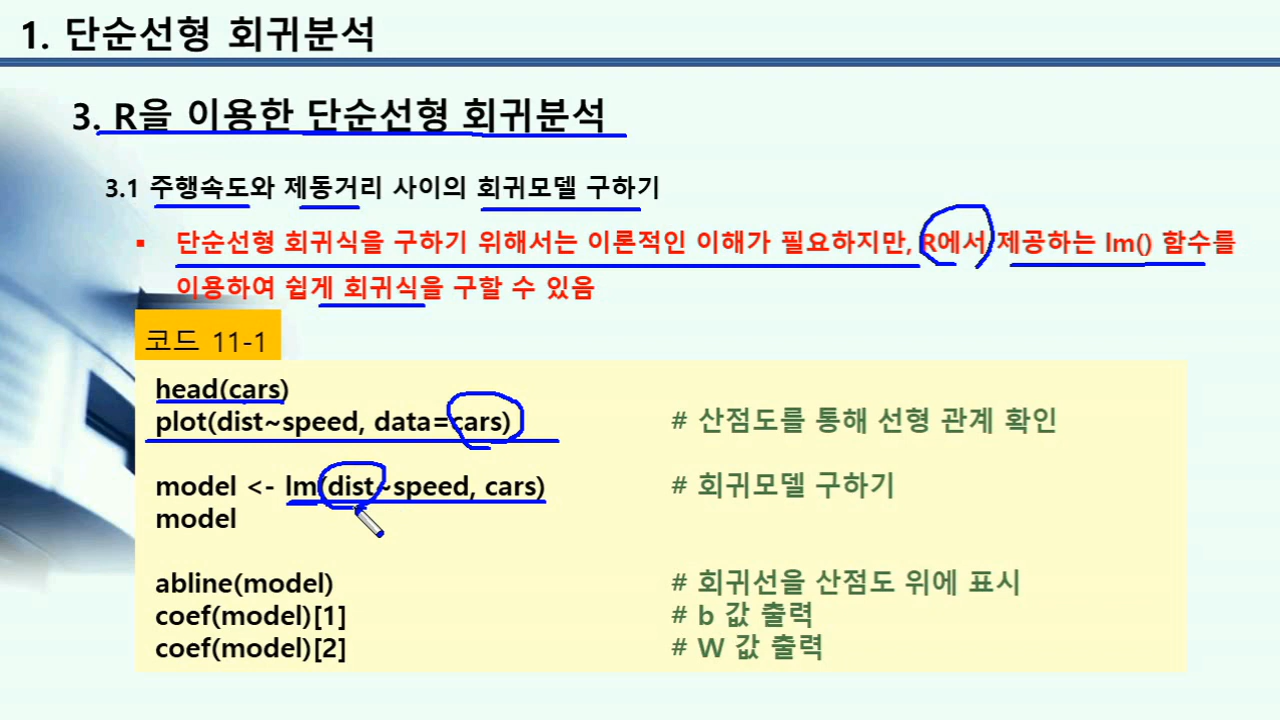 1. 단순선형 회귀분석
3. R을 이용한 단순선형 회귀분석
3.1 주행속도와 제동거리 사이의 회귀모델 구하기
▪ 단순선형 회귀식을 구하기 위해서는 이론적인 이해가 필요하지만, R에서 제공하는 lm() 함수를
이용하여 쉽게 회귀식을 구할 수 있음
코드 11-1
head(cars)
plot(dist~speed, data=cars) # 산점도를 통해 선형 관계 확인
model <- lm(dist~speed, cars) # 회귀모델 구하기
model
abline(model) # 회귀선을 산점도 위에 표시
coef(model)[1] # b 값 출력
coef(model)[2] # W 값 출력